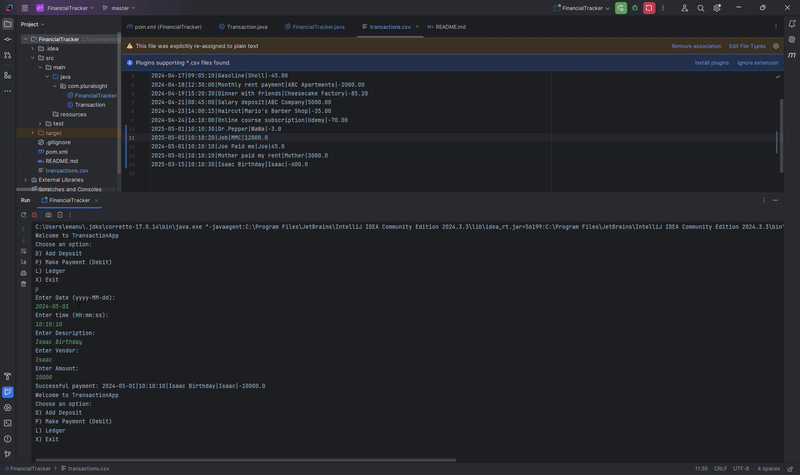 FinancialTracker
master
FinancialTracker
Project
pom.xml (FinancialTracker)
Transaction.java
FinancialTracker.java
transactions.csv
README.md
FinancialTracker
.idea
src
main
java
com.pluralsight
FinancialTracker
Transaction
resources
test
target
.gitignore
pom.xml
README.md
transactions.csv
External Libraries
Scratches and Consoles
This file was explicitly re-assigned to plain text
Remove association
Edit File Types
Plugins supporting *.csv files found.
Install plugins
Ignore extension
2024-04-17|09:05:10|Gasoline|Shell|-45.00
2024-04-18|12:30:00|Monthly rent payment|ABC Apartments|-2000.00
2024-04-19|15:20:30|Dinner with friends|Cheesecake Factory|-85.20
2024-04-21|08:45:00|Salary deposit|ABC Company|5000.00
2024-04-23|14:00:15|Haircut|Mario's Barber Shop|-35.00
2024-04-24|16:10:00|Online course subscription|Udemy|-70.00
2025-05-01|10:10:30|Dr.Pepper|WaWa|-3.0
11 2025-05-01|10:10:20|Job|MMC|12000.0
2024-05-01|10:10:10|Joe Paid me|Joe|45.0
2025-05-01|10:10:10|Mother paid my rent|Mother|3000.0
2025-03-15|10:10:30|Isaac Birthday|Isaac|-600.0
Run
FinancialTracker
C:\Users\emanu\.jdks\corretto-17.0.14\bin\java.exe "-javaagent:C:\Program Files\JetBrains\IntelliJ IDEA Community Edition 2024.3.3\lib\idea_rt.jar=56199:C:\Program Files\JetBrains\IntelliJ IDEA Community Edition 2024.3.3\bin"
Welcome to TransactionApp
Choose an option:
D) Add Deposit
P) Make Payment (Debit)
L) Ledger
X) Exit
p
Enter Date (yyyy-MM-dd):
2024-05-01
Enter time (HH:mm:ss):
10:10:10
Enter Description:
Isaac Birthday
Enter Vendor:
Isaac
Enter Amount:
10000
Successful payment: 2024-05-01|10:10:10|Isaac Birthday|Isaac|-10000.0
Welcome to TransactionApp
Choose an option:
D) Add Deposit
P) Make Payment (Debit)
L) Ledger
X) Exit
FinancialTracker
transactions.csv
11:36
CRLF
UTF-8
4 spaces